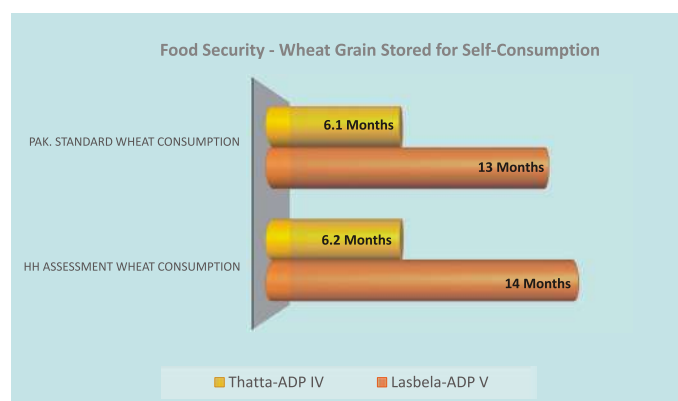 Food Security - Wheat Grain Stored for Self-Consumption
PAK. STANDARD WHEAT CONSUMPTION
6.1 Months
13 Months
HH ASSESSMENT WHEAT CONSUMPTION
6.2 Months
14 Months
Thatta-ADP IV
Lasbela-ADP V